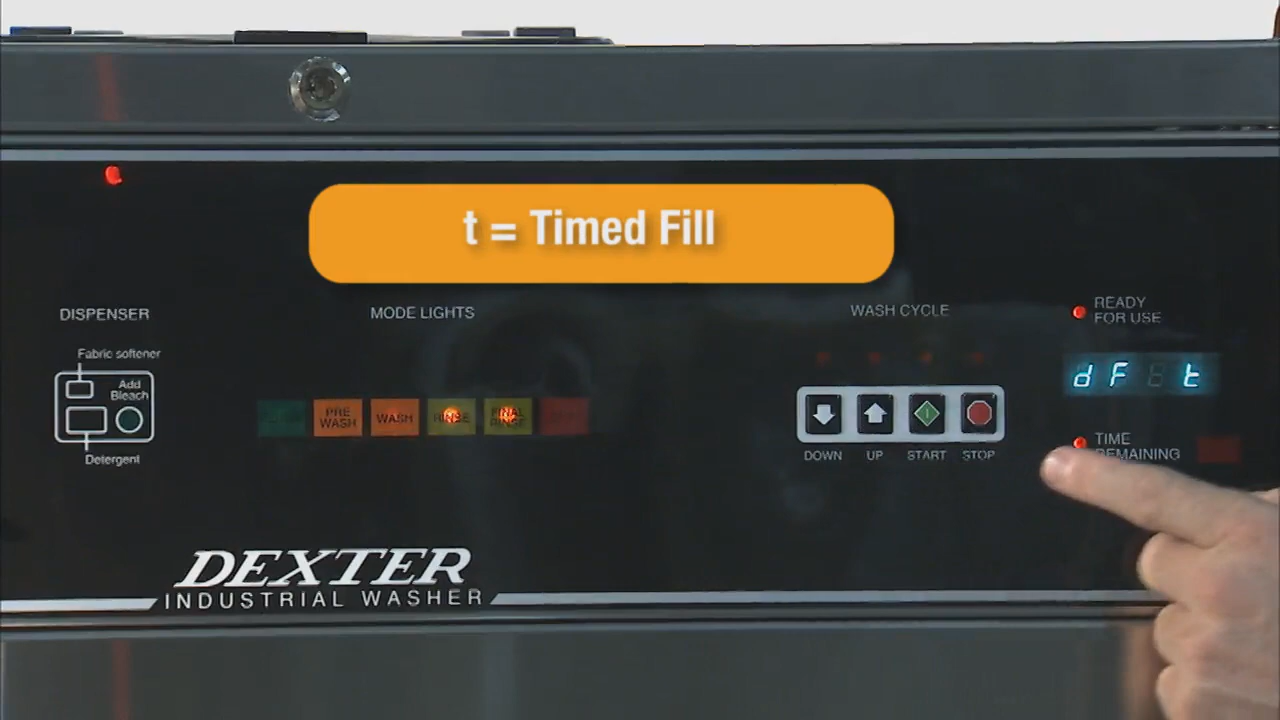 t = Timed Fill
DISPENSER
Fabric softener
Add
Bleach
Detergent
MODE LIGHTS
PRE
WASH
WASH
RINSE
FINAL
RINSE
WASH CYCLE
DOWN
UP
START
STOP
READY
FOR USE
dF t
TIME
REMAINING
DEXTER
INDUSTRIAL WASHER